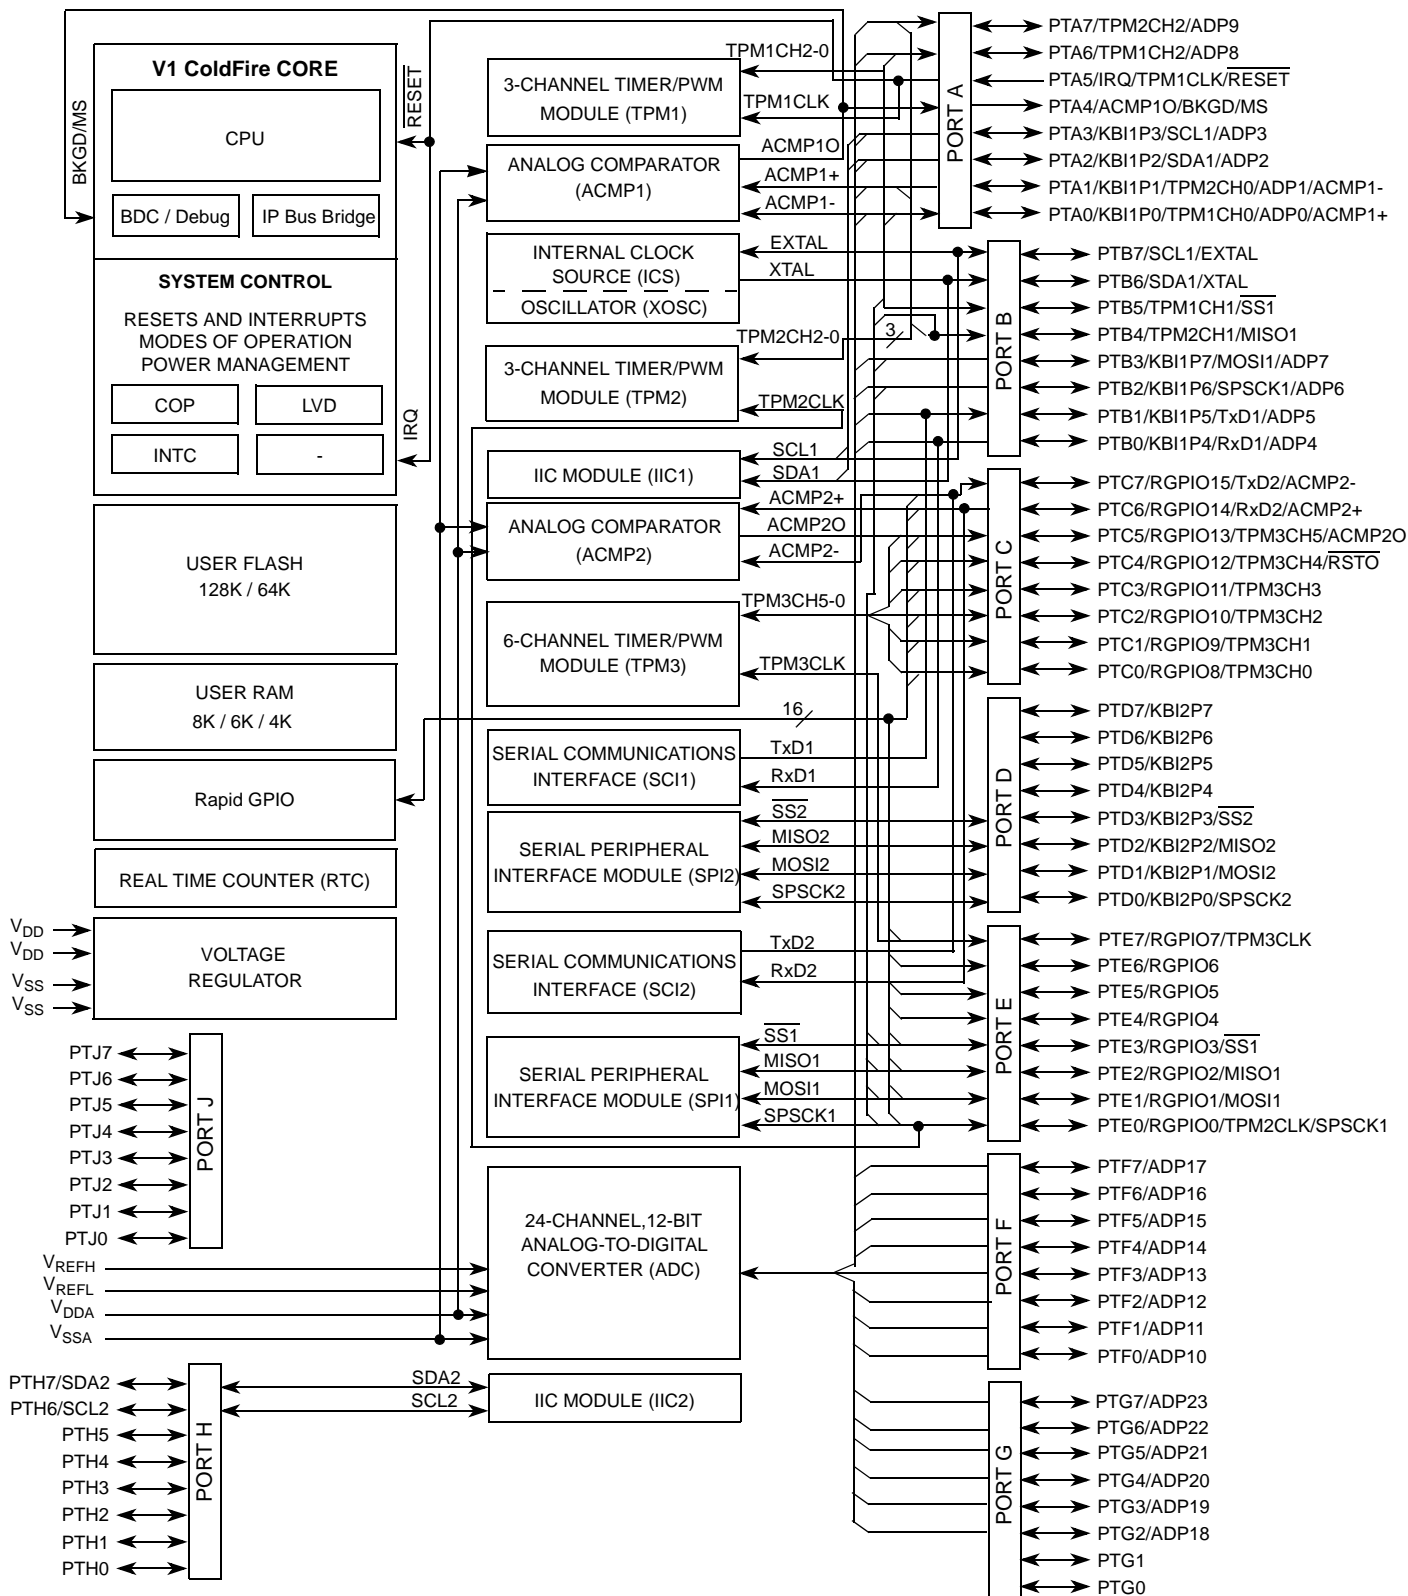 V1 ColdFire CORE
CPU
BDC / Debug
IP Bus Bridge
BKGD/MS
RESET
SYSTEM CONTROL
RESETS AND INTERRUPTS
MODES OF OPERATION
POWER MANAGEMENT
COP
LVD
INTC
-
IRQ
USER FLASH
128K / 64K
USER RAM
8K / 6K / 4K
Rapid GPIO
REAL TIME COUNTER (RTC)
VDD
VDD
VSS
VSS
VOLTAGE
REGULATOR
PTJ7
PTJ6
PTJ5
PTJ4
PTJ3
PTJ2
PTJ1
PTJ0
PORT J
VREFH
VREFL
VDDA
VSSA
PTH7/SDA2
PTH6/SCL2
PTH5
PTH4
PTH3
PTH2
PTH1
PTH0
PORT H
3-CHANNEL TIMER/PWM
MODULE (TPM1)
TPM1CH2-0
TPM1CLK
ANALOG COMPARATOR
(ACMP1)
ACMP1O
ACMP1+
ACMP1-
INTERNAL CLOCK
SOURCE (ICS)
OSCILLATOR (XOSC)
EXTAL
XTAL
3-CHANNEL TIMER/PWM
MODULE (TPM2)
TPM2CH2-0
3
TPM2CLK
IIC MODULE (IIC1)
SCL1
SDA1
ANALOG COMPARATOR
(ACMP2)
ACMP2+
ACMP2O
ACMP2-
6-CHANNEL TIMER/PWM
MODULE (TPM3)
TPM3CH5-0
TPM3CLK
16
SERIAL COMMUNICATIONS
INTERFACE (SCI1)
TxD1
RxD1
SERIAL PERIPHERAL
INTERFACE MODULE (SPI2)
SS2
MISO2
MOSI2
SPSCK2
SERIAL COMMUNICATIONS
INTERFACE (SCI2)
TxD2
RxD2
SERIAL PERIPHERAL
INTERFACE MODULE (SPI1)
SS1
MISO1
MOSI1
SPSCK1
24-CHANNEL,12-BIT
ANALOG-TO-DIGITAL
CONVERTER (ADC)
IIC MODULE (IIC2)
SDA2
SCL2
PORT A
PTA7/TPM2CH2/ADP9
PTA6/TPM1CH2/ADP8
PTA5/IRQ/TPM1CLK/RESET
PTA4/ACMP1O/BKGD/MS
PTA3/KBI1P3/SCL1/ADP3
PTA2/KBI1P2/SDA1/ADP2
PTA1/KBI1P1/TPM2CH0/ADP1/ACMP1-
PTA0/KBI1P0/TPM1CH0/ADP0/ACMP1+
PORT B
PTB7/SCL1/EXTAL
PTB6/SDA1/XTAL
PTB5/TPM1CH1/SS1
PTB4/TPM2CH1/MISO1
PTB3/KBI1P7/MOSI1/ADP7
PTB2/KBI1P6/SPSCK1/ADP6
PTB1/KBI1P5/TxD1/ADP5
PTB0/KBI1P4/RxD1/ADP4
PORT C
PTC7/RGPIO15/TxD2/ACMP2-
PTC6/RGPIO14/RxD2/ACMP2+
PTC5/RGPIO13/TPM3CH5/ACMP2O
PTC4/RGPIO12/TPM3CH4/RSTO
PTC3/RGPIO11/TPM3CH3
PTC2/RGPIO10/TPM3CH2
PTC1/RGPIO9/TPM3CH1
PTC0/RGPIO8/TPM3CH0
PORT D
PTD7/KBI2P7
PTD6/KBI2P6
PTD5/KBI2P5
PTD4/KBI2P4
PTD3/KBI2P3/SS2
PTD2/KBI2P2/MISO2
PTD1/KBI2P1/MOSI2
PTD0/KBI2P0/SPSCK2
PORT E
PTE7/RGPIO7/TPM3CLK
PTE6/RGPIO6
PTE5/RGPIO5
PTE4/RGPIO4
PTE3/RGPIO3/SS1
PTE2/RGPIO2/MISO1
PTE1/RGPIO1/MOSI1
PTE0/RGPIO0/TPM2CLK/SPSCK1
PORT F
PTF7/ADP17
PTF6/ADP16
PTF5/ADP15
PTF4/ADP14
PTF3/ADP13
PTF2/ADP12
PTF1/ADP11
PTF0/ADP10
PORT G
PTG7/ADP23
PTG6/ADP22
PTG5/ADP21
PTG4/ADP20
PTG3/ADP19
PTG2/ADP18
PTG1
PTG0